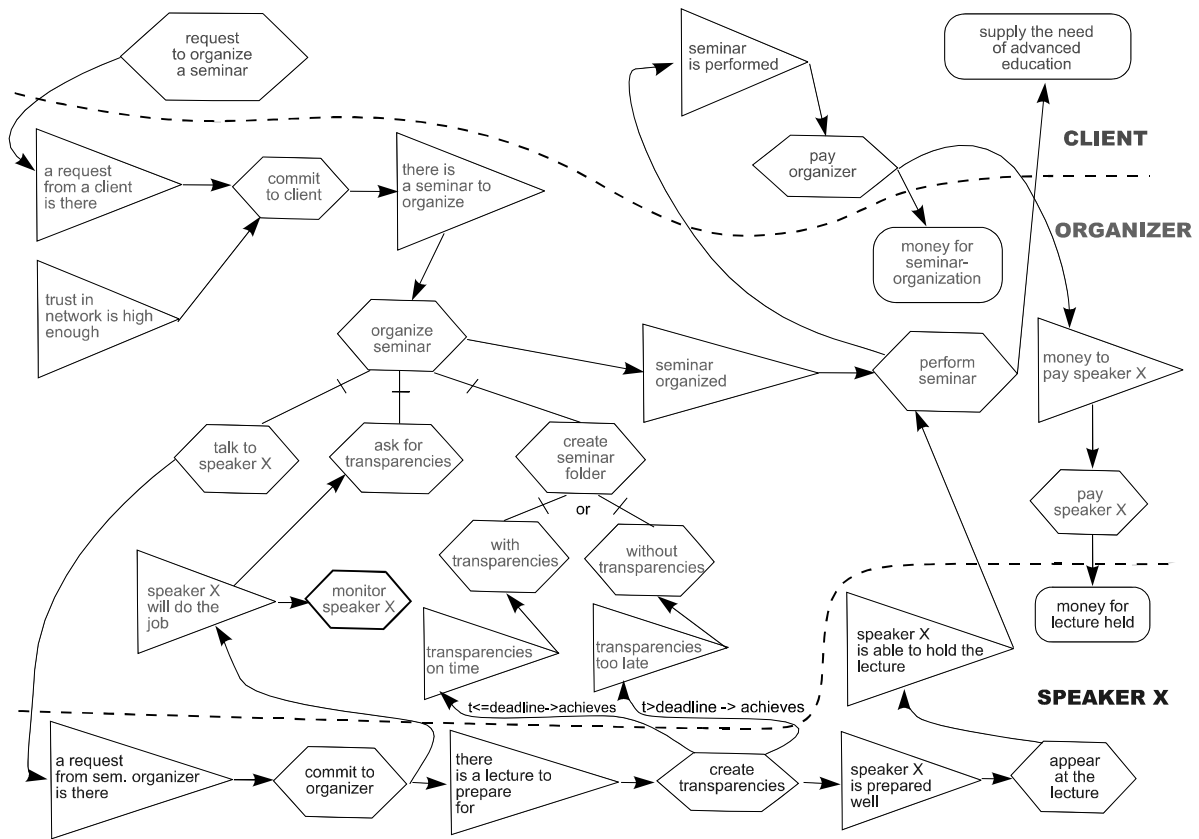 request
to organize
a seminar
seminar
is performed
supply the need
of advanced
education
CLIENT
pay
organizer
a request
from a client
is there
commit
to client
there is
a seminar to
organize
ORGANIZER
money for
seminar-
organization
trust in
network is high
enough
organize
seminar
seminar
organized
perform
seminar
money to
pay speaker X
talk to
speaker X
ask for
transparencies
create
seminar
folder
or
pay
speaker X
with
transparencies
without
transparencies
speaker X
will do the
job
monitor
speaker X
money for
lecture held
transparencies
on time
transparencies
too late
speaker X
is able to hold the
lecture
SPEAKER X
t<=deadline->achieves
t>deadline -> achieves
a request
from sem. organizer
is there
commit to
organizer
there
is a lecture to
prepare
for
create
transparencies
speaker X
is prepared
well
appear
at the
lecture